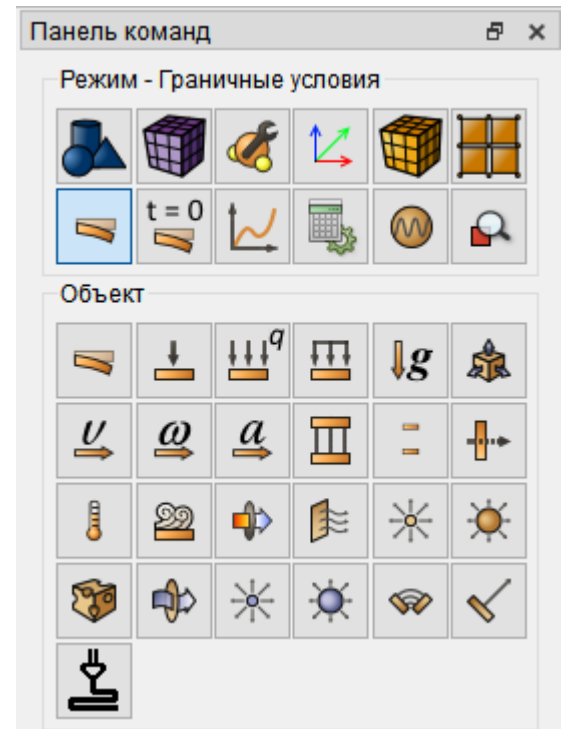 Панель команд
Режим - Граничные условия
t = 0
Объект
q
g
υ ω a